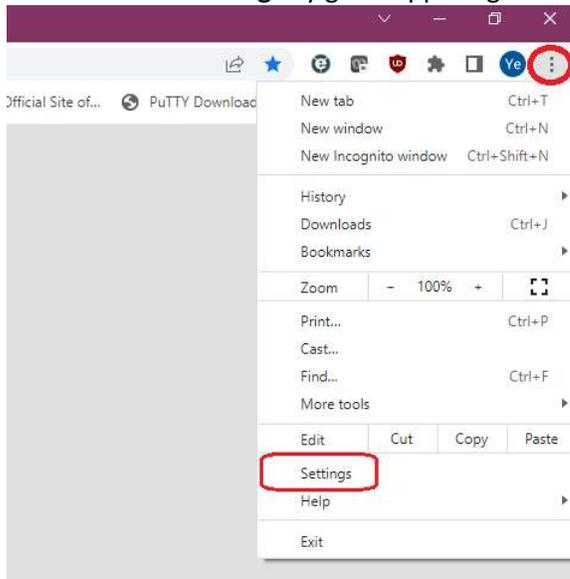 Official Site of... PuTTY Download
Ye
New tab Ctrl+T
New window Ctrl+N
New Incognito window Ctrl+Shift+N
History
Downloads Ctrl+J
Bookmarks
Zoom - 100% +
Print... Ctrl+P
Cast...
Find... Ctrl+F
More tools
Edit Cut Copy Paste
Settings
Help
Exit